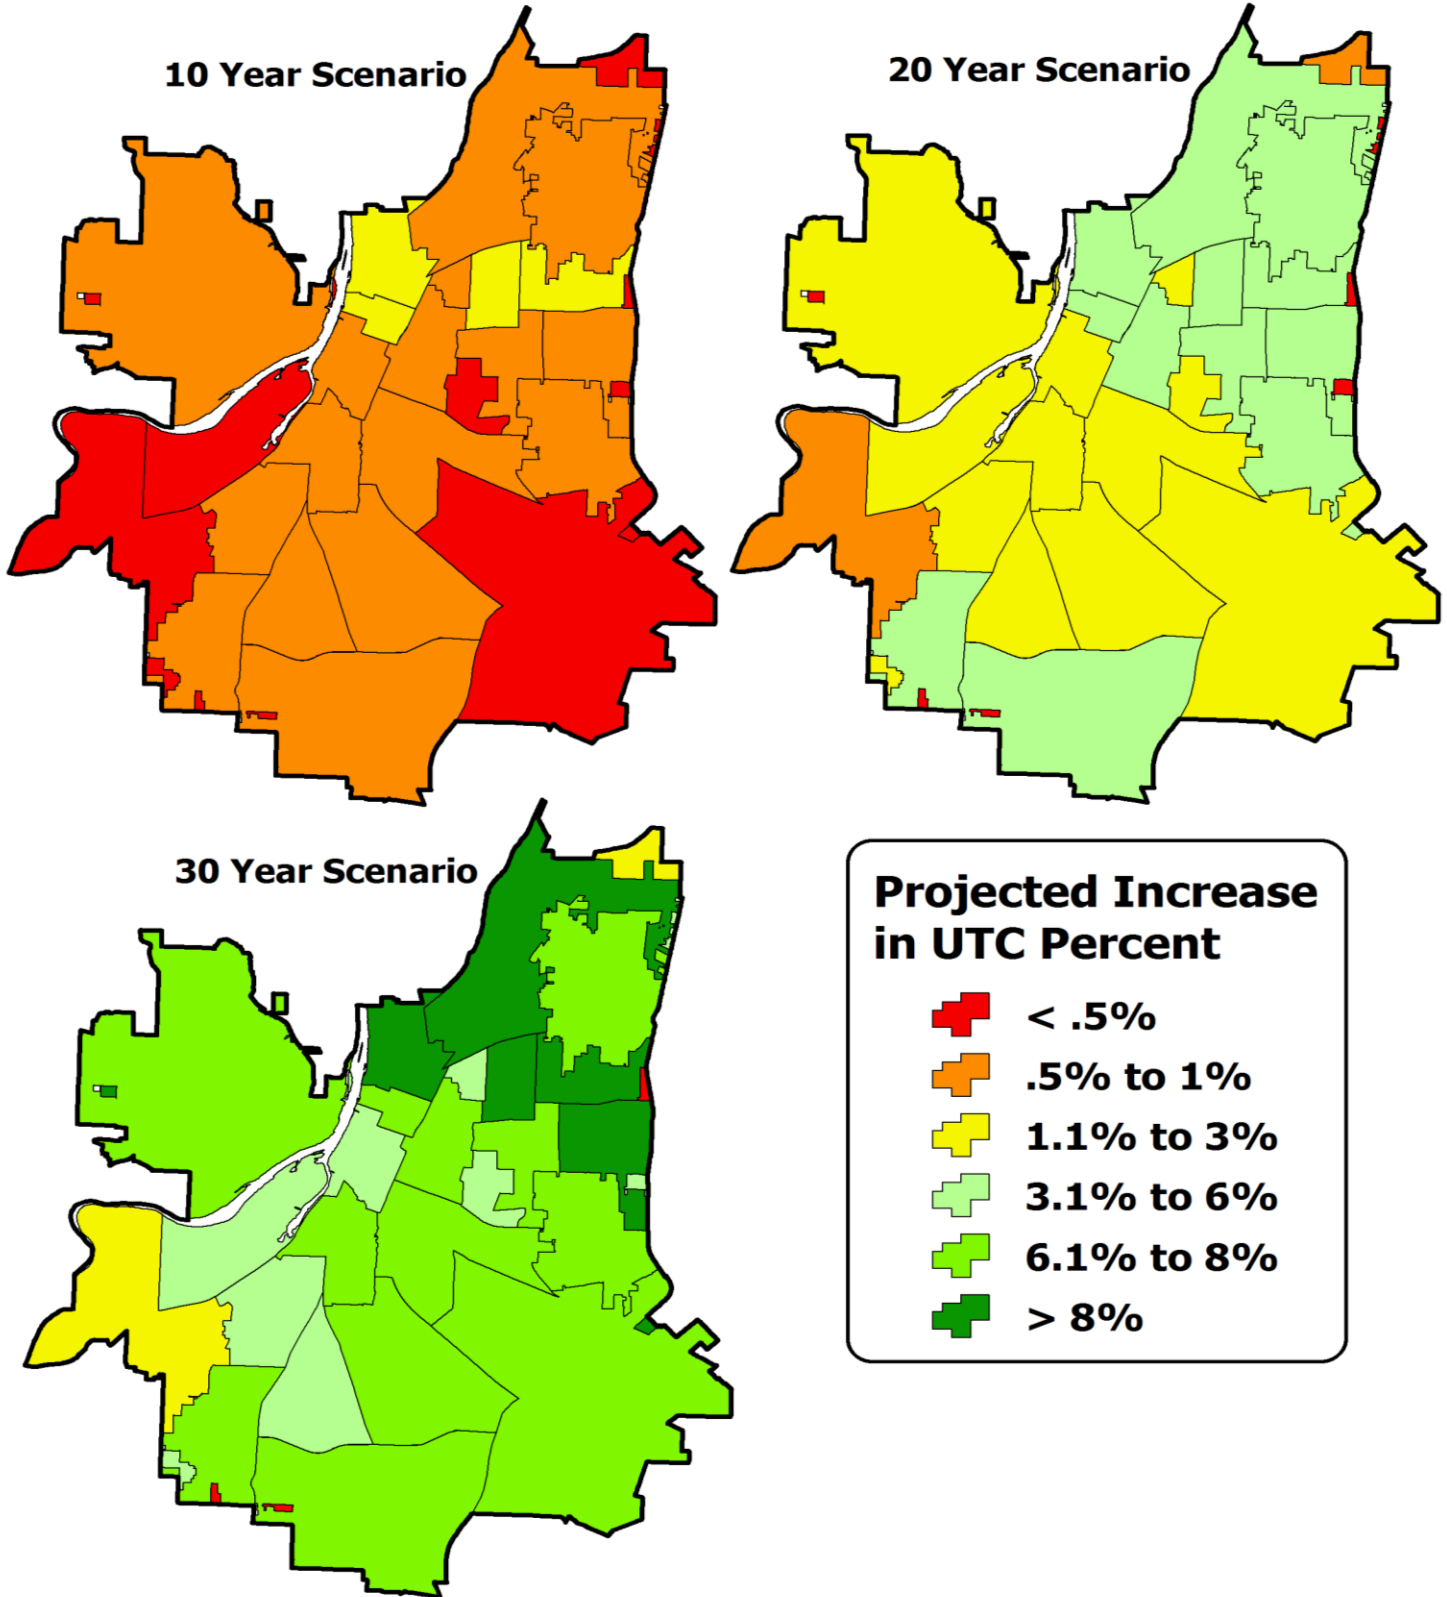 10 Year Scenario
20 Year Scenario
30 Year Scenario
Projected Increase
in UTC Percent
< .5%
.5% to 1%
1.1% to 3%
3.1% to 6%
6.1% to 8%
> 8%